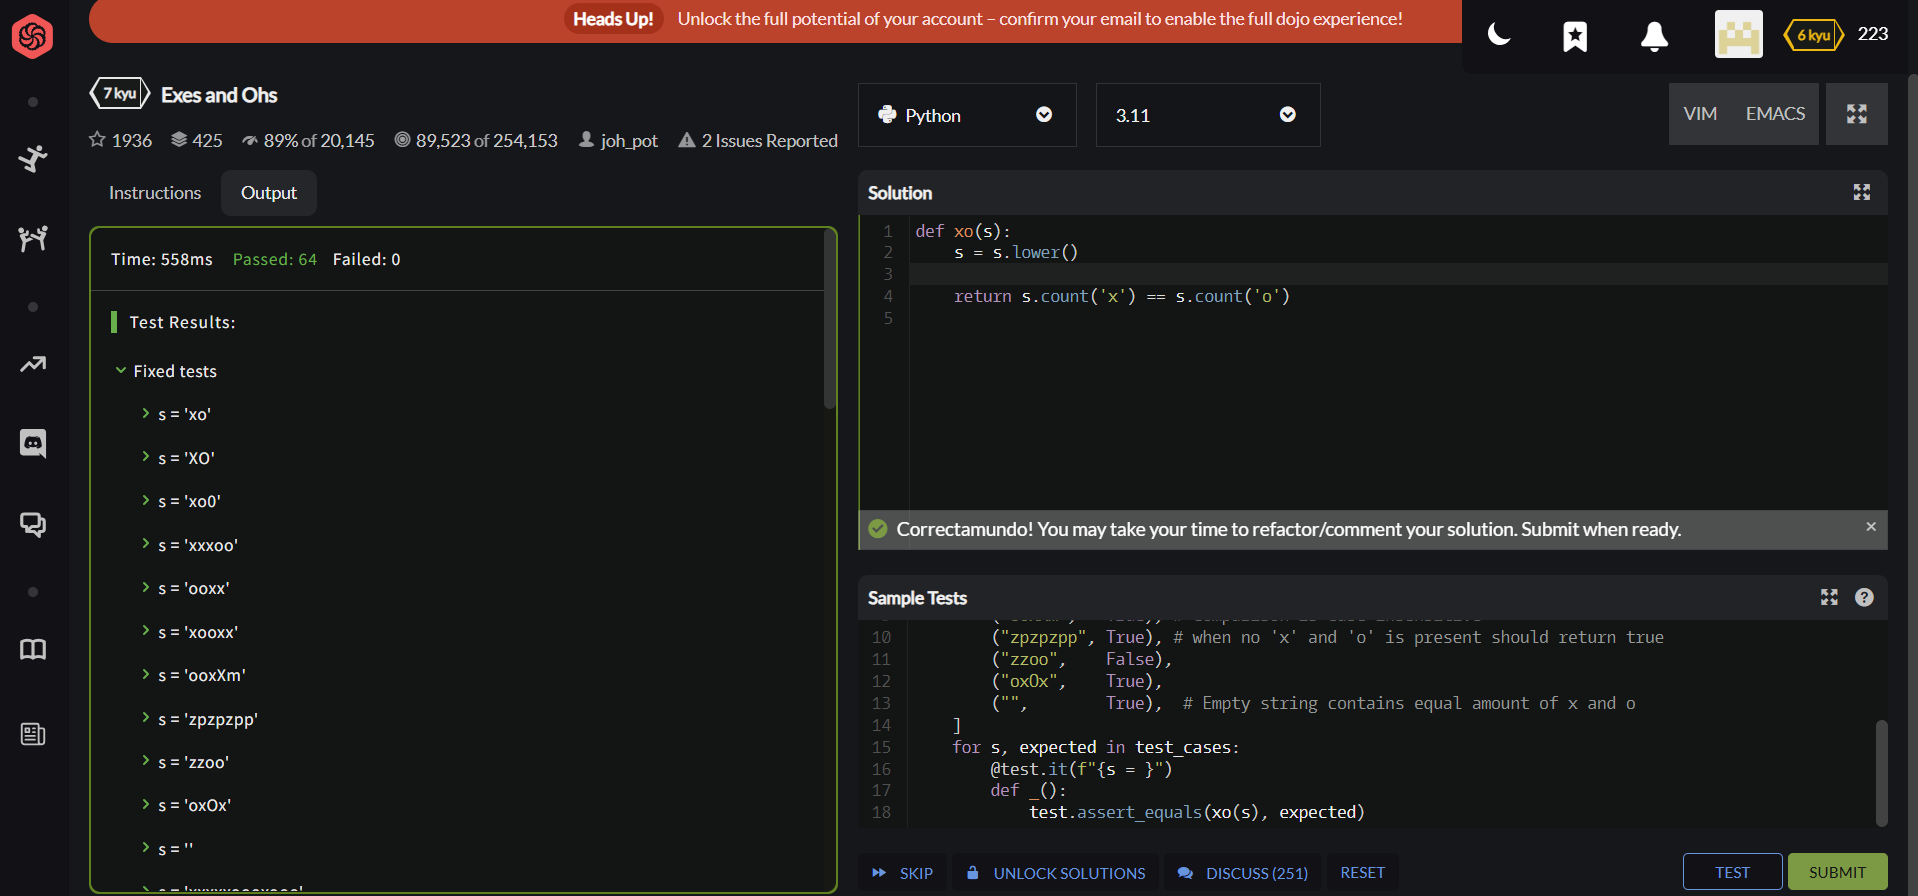 Heads Up! Unlock the full potential of your account – confirm your email to enable the full dojo experience!
6 kyu 223
7 kyu Exes and Ohs
1936 425 89% of 20,145 89,523 of 254,153 joh_pot 2 Issues Reported
Instructions Output
Time: 558ms Passed: 64 Failed: 0
Test Results:
Fixed tests
s = 'xo'
s = 'XO'
s = 'xo0'
s = 'xxxoo'
s = 'ooxx'
s = 'xooxx'
s = 'ooxXm'
s = 'zpzpzpp'
s = 'zzoo'
s = 'oxOx'
s = ''
Python 3.11
VIM EMACS
Solution
1 def xo(s):
2 s = s.lower()
3
4 return s.count('x') == s.count('o')
5
Correctamundo! You may take your time to refactor/comment your solution. Submit when ready.
Sample Tests
10 ("zpzpzpp", True), # when no 'x' and 'o' is present should return true
11 ("zzoo", False),
12 ("oxOx", True),
13 ("", True), # Empty string contains equal amount of x and o
14 ]
15 for s, expected in test_cases:
16 @test.it(f"{s = }")
17 def _():
18 test.assert_equals(xo(s), expected)
SKIP UNLOCK SOLUTIONS DISCUSS (251) RESET TEST SUBMIT